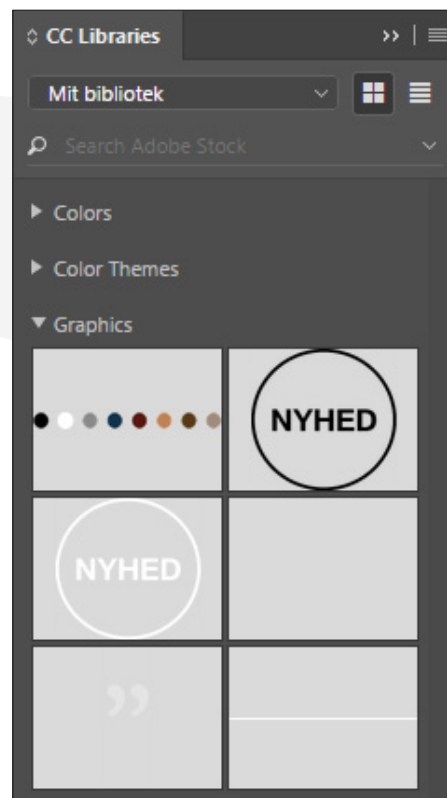 CC Libraries
Mit bibliotek
Search Adobe Stock
Colors
Color Themes
Graphics
NYHED
NYHED
”